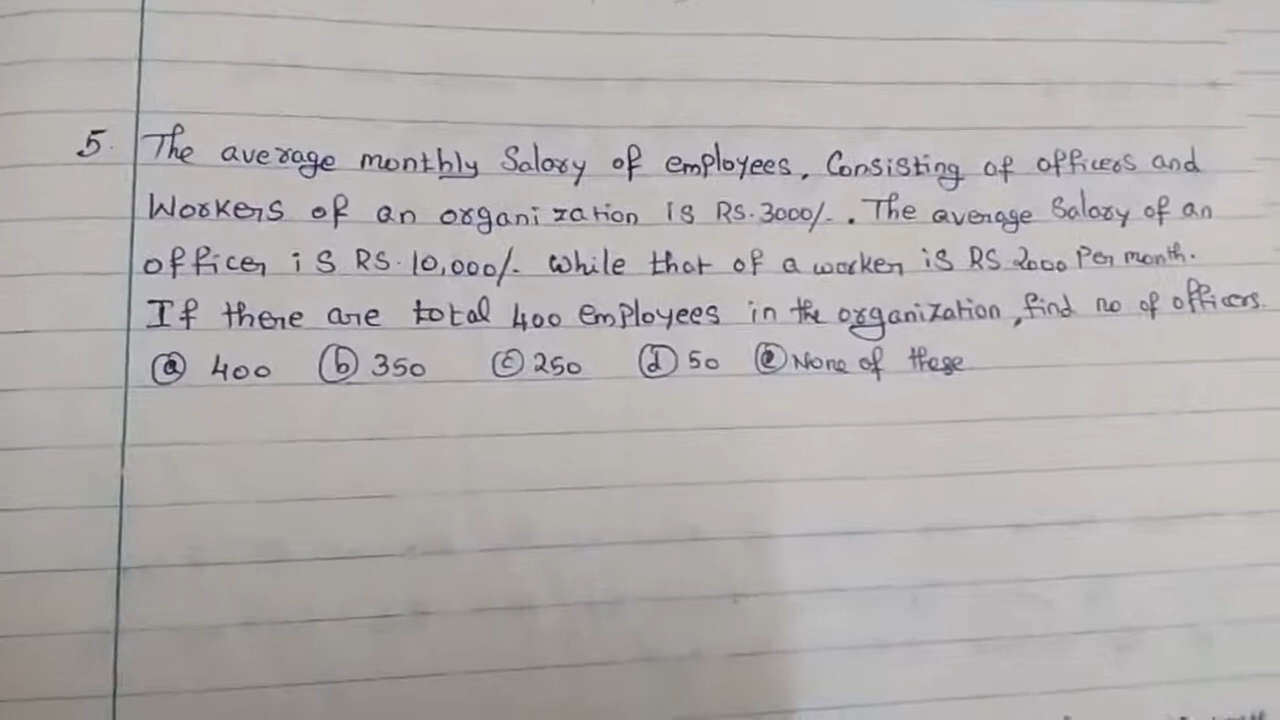 5. The average monthly Salary of employees, Consisting of officers and
Workers of an organization is RS. 3000/-. The average Salary of an
officer is RS. 10,000/- while that of a worker is RS 2000 Per month.
If there are total 400 employees in the organization, find no of officers.
(a) 400 (b) 350 (c) 250 (d) 50 (e) None of these